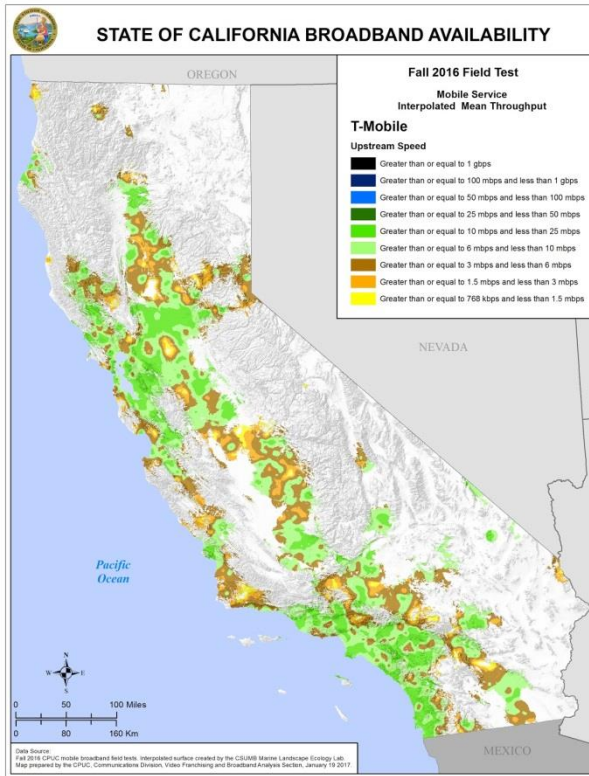 STATE OF CALIFORNIA BROADBAND AVAILABILITY
OREGON
Fall 2016 Field Test
Mobile Service
Interpolated Mean Throughput
T-Mobile
Upstream Speed
Greater than or equal to 1 gbps
Greater than or equal to 100 mbps and less than 1 gbps
Greater than or equal to 50 mbps and less than 100 mbps
Greater than or equal to 25 mbps and less than 50 mbps
Greater than or equal to 10 mbps and less than 25 mbps
Greater than or equal to 6 mbps and less than 10 mbps
Greater than or equal to 3 mbps and less than 6 mbps
Greater than or equal to 1.5 mbps and less than 3 mbps
Greater than or equal to 768 kbps and less than 1.5 mbps
NEVADA
Pacific
Ocean
N
W E
S
0 50 100 Miles
0 80 160 Km
MEXICO
Data Source:
Fall 2016 CPUC mobile broadband field tests. Interpolated surface created by the CSUMB Marine Landscape Ecology Lab.
Map prepared by the CPUC, Communications Division, Video Franchising and Broadband Analysis Section, January 19 2017.